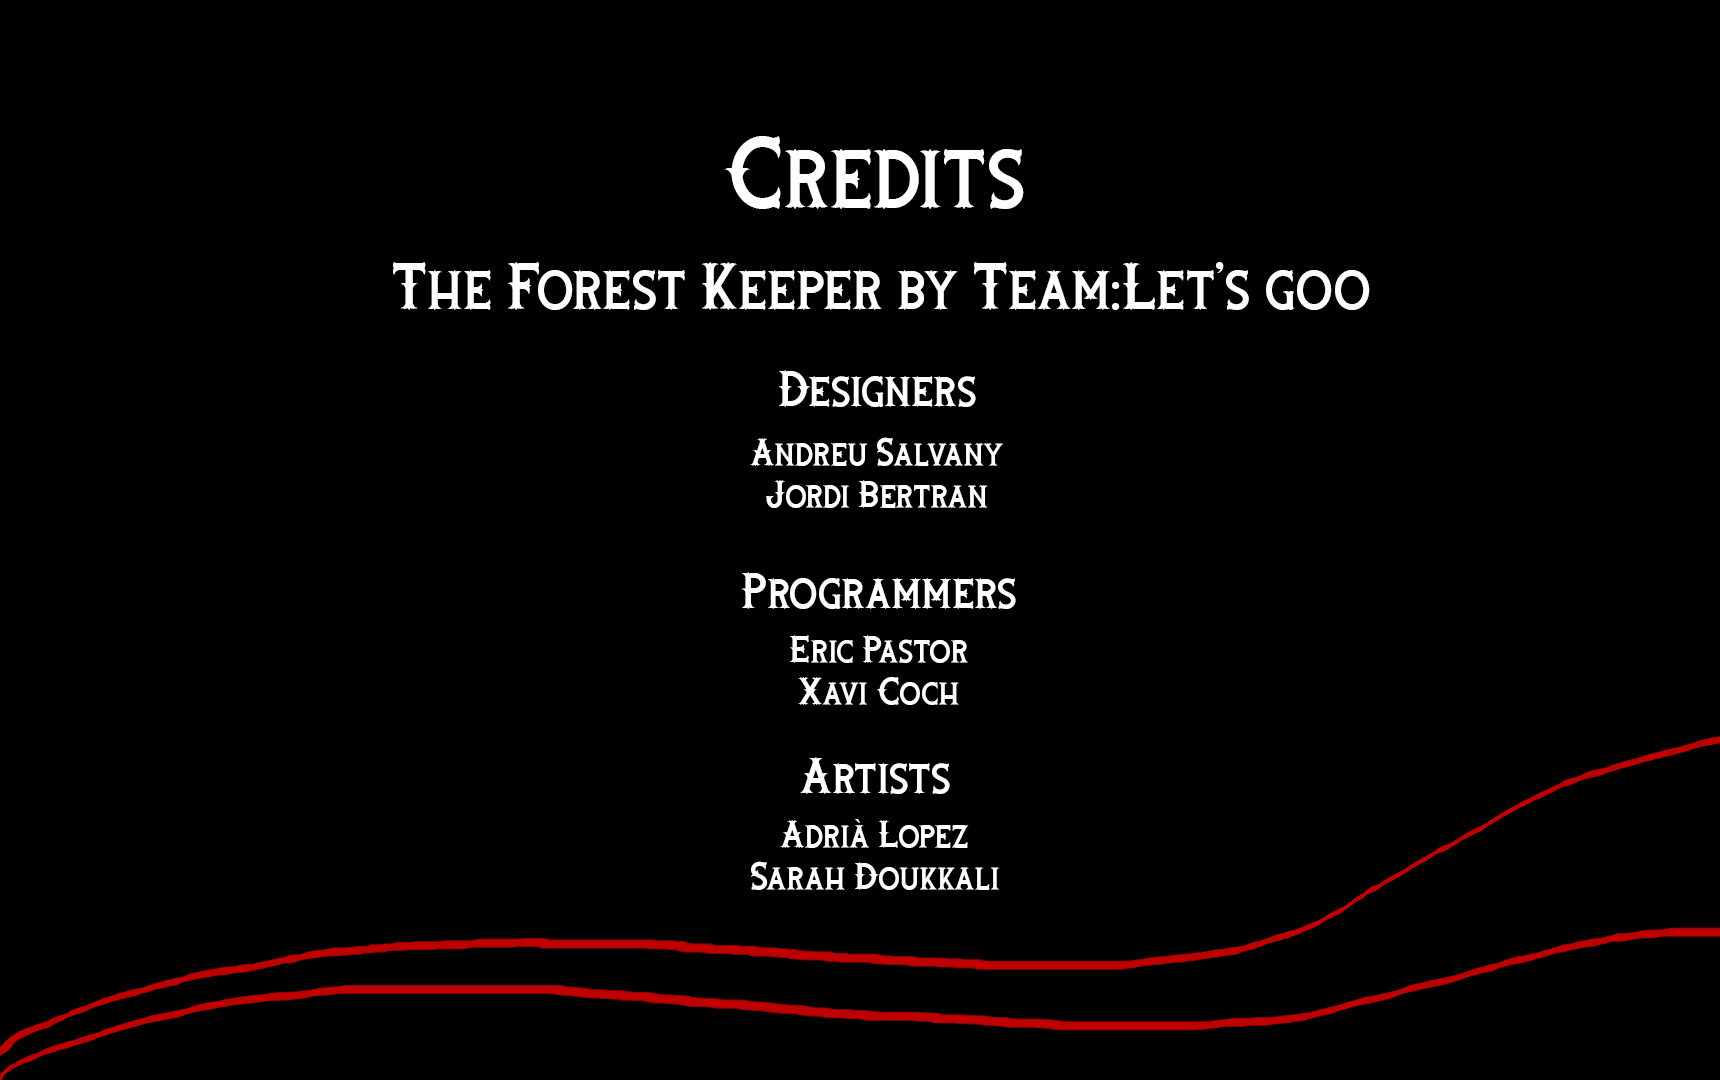 Credits
The Forest Keeper by Team:Let's goo
Designers
Andreu Salvany
Jordi Bertran
Programmers
Eric Pastor
Xavi Coch
Artists
Adrià Lopez
Sarah Doukkali